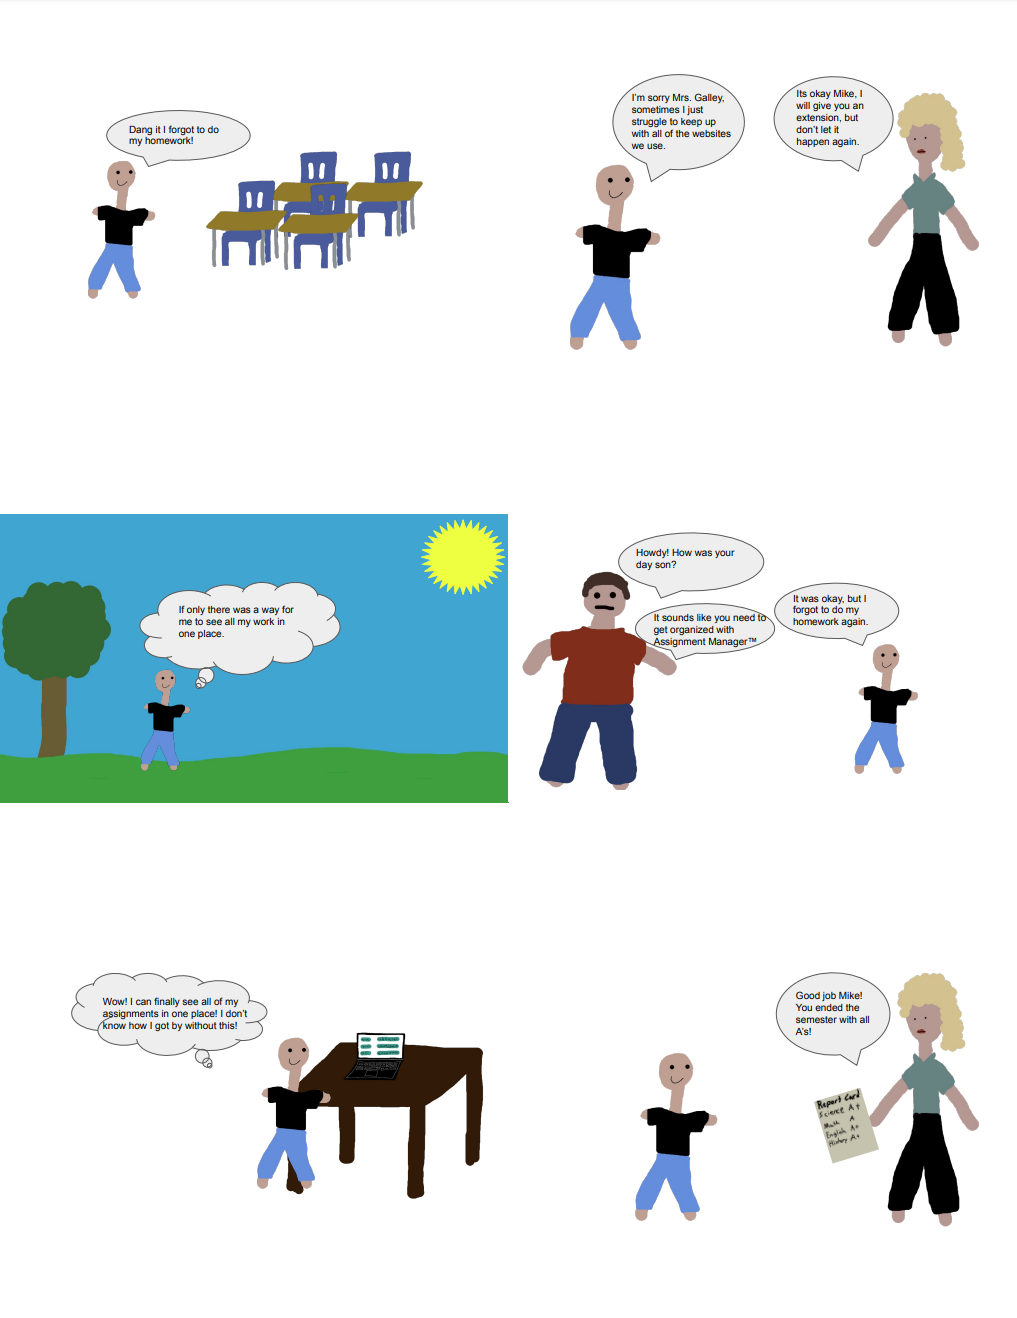 Dang it I forgot to do
my homework!
I'm sorry Mrs. Galley,
sometimes I just
struggle to keep up
with all of the websites
we use.
Its okay Mike, I
will give you an
extension, but
don't let it
happen again.
If only there was a way for
me to see all my work in
one place.
Howdy! How was your
day son?
It was okay, but I
forgot to do my
homework again.
It sounds like you need to
get organized with
Assignment Manager™
Wow! I can finally see all of my
assignments in one place! I don't
know how I got by without this!
Good job Mike!
You ended the
semester with all
A's!
Report Card
Science A+
Math A
English A+
History A+